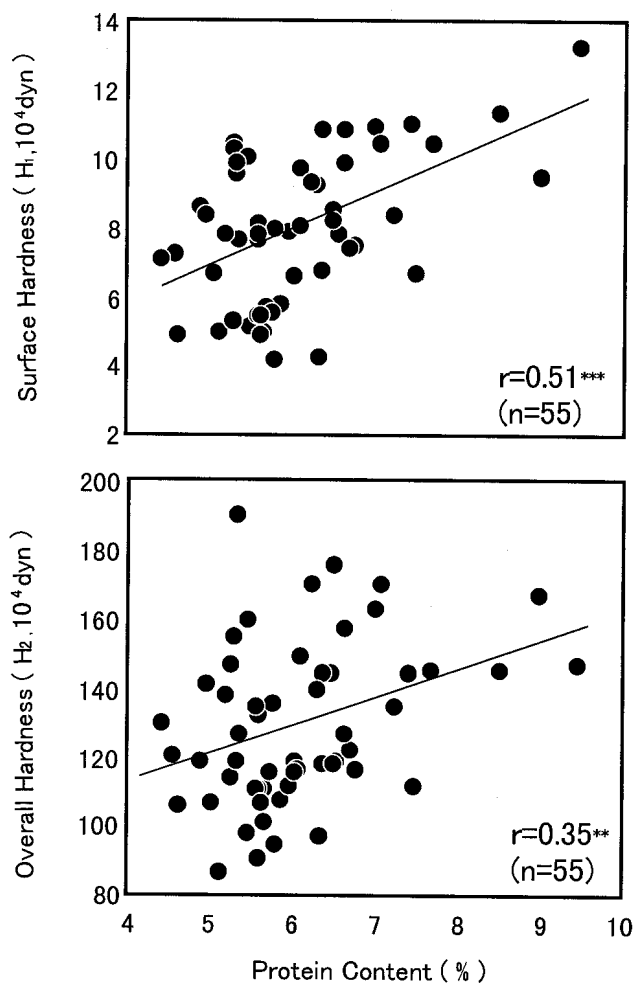 14
12
10
8
6
4
2
Surface Hardness ( H₁,10⁴dyn)
r=0.51***
(n=55)
200
180
160
140
120
100
80
Overall Hardness ( H₂,10⁴dyn)
r=0.35**
(n=55)
4 5 6 7 8 9 10
Protein Content ( % )